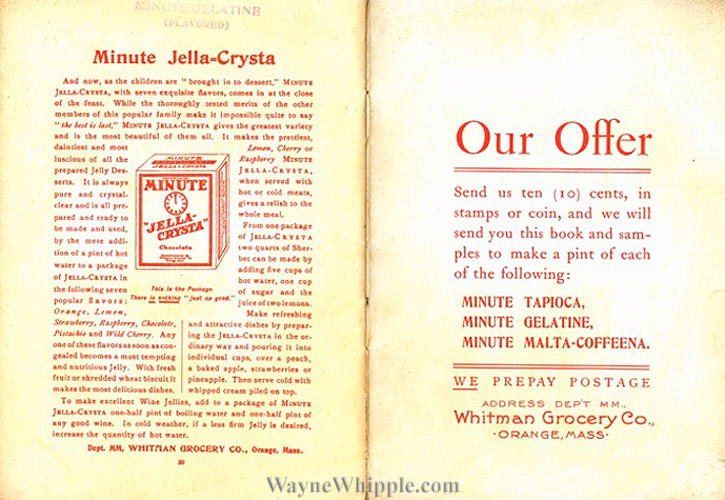 MINUTE GELATINE
(FLAVORED)
Minute Jella-Crysta
And now, as the children are "brought in to dessert," MINUTE
JELLA-CRYSTA, with seven exquisite flavors, comes in at the close
of the feast. While the thoroughly tested merits of the other
members of this popular family make it impossible quite to say
"the best is last," MINUTE JELLA-CRYSTA gives the greatest variety
and is the most beautiful of them all. It makes the prettiest,
daintiest and most
luscious of all the
prepared Jelly Des-
serts. It is always
pure and crystal-
clear and is all pre-
pared and ready to
be made and used,
by the mere addi-
tion of a pint of hot
water to a package
of JELLA-CRYSTA in
the following seven
popular flavors:
Orange, Lemon,
Strawberry, Raspberry, Chocolate,
Pistachio and Wild Cherry. Any
one of these flavors as soon as con-
gealed becomes a most tempting
and nutritious Jelly. With fresh
fruit or shredded wheat biscuit it
makes the most delicious dishes.
MINUTE
JELLA-CRYSTA
MINUTE
"JELLA-
CRYSTA"
Chocolate
This is the Package.
There is nothing "just as good."
Lemon, Cherry or
Raspberry MINUTE
JELLA-CRYSTA,
when served with
hot or cold meats,
gives a relish to the
whole meal.
From one package
of JELLA-CRYSTA
two quarts of Sher-
bet can be made by
adding five cups of
hot water, one cup
of sugar and the
juice of two lemons.
Make refreshing
and attractive dishes by prepar-
ing the JELLA-CRYSTA in the or-
dinary way and pouring it into
individual cups, over a peach,
a baked apple, strawberries or
pineapple. Then serve cold with
whipped cream piled on top.
To make excellent Wine Jellies, add to a package of MINUTE
JELLA-CRYSTA one-half pint of boiling water and one-half pint of
any good wine. In cold weather, if a less firm Jelly is desired,
increase the quantity of hot water.
Dept. MM, WHITMAN GROCERY CO., Orange, Mass.
30
Our Offer
Send us ten (10) cents, in
stamps or coin, and we will
send you this book and sam-
ples to make a pint of each
of the following:
MINUTE TAPIOCA,
MINUTE GELATINE,
MINUTE MALTA-COFFEENA.
WE PREPAY POSTAGE
ADDRESS DEP'T MM.,
Whitman Grocery Co.,
·ORANGE, MASS·
WayneWhipple.com